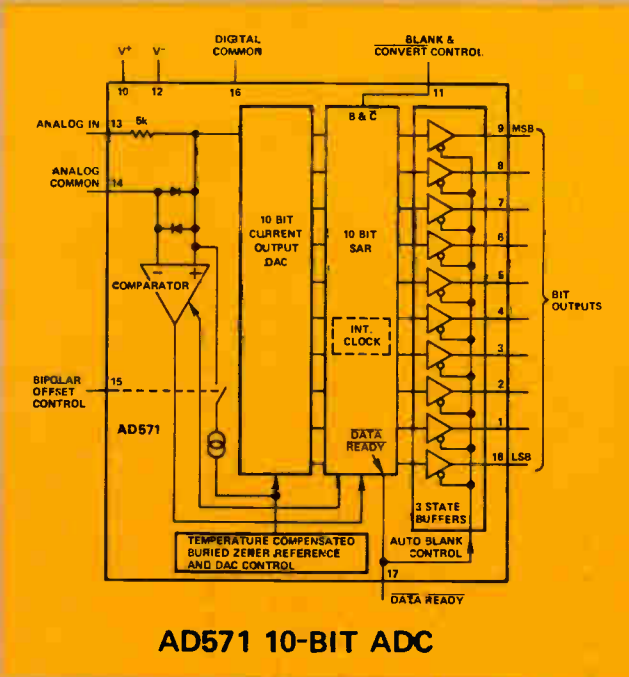 DIGITAL
COMMON
BLANK &
CONVERT CONTROL
V+
V-
10
12
16
11
ANALOG IN
13
5k
B & C
9
MSB
ANALOG
COMMON
14
8
7
10 BIT
CURRENT
OUTPUT
DAC
10 BIT
SAR
6
5
BIT
OUTPUTS
COMPARATOR
- +
4
INT.
CLOCK
3
BIPOLAR
OFFSET
CONTROL
15
2
AD571
1
DATA
READY
18
LSB
3 STATE
BUFFERS
TEMPERATURE COMPENSATED
BURIED ZENER REFERENCE
AND DAC CONTROL
AUTO BLANK
CONTROL
17
DATA READY
AD571 10-BIT ADC